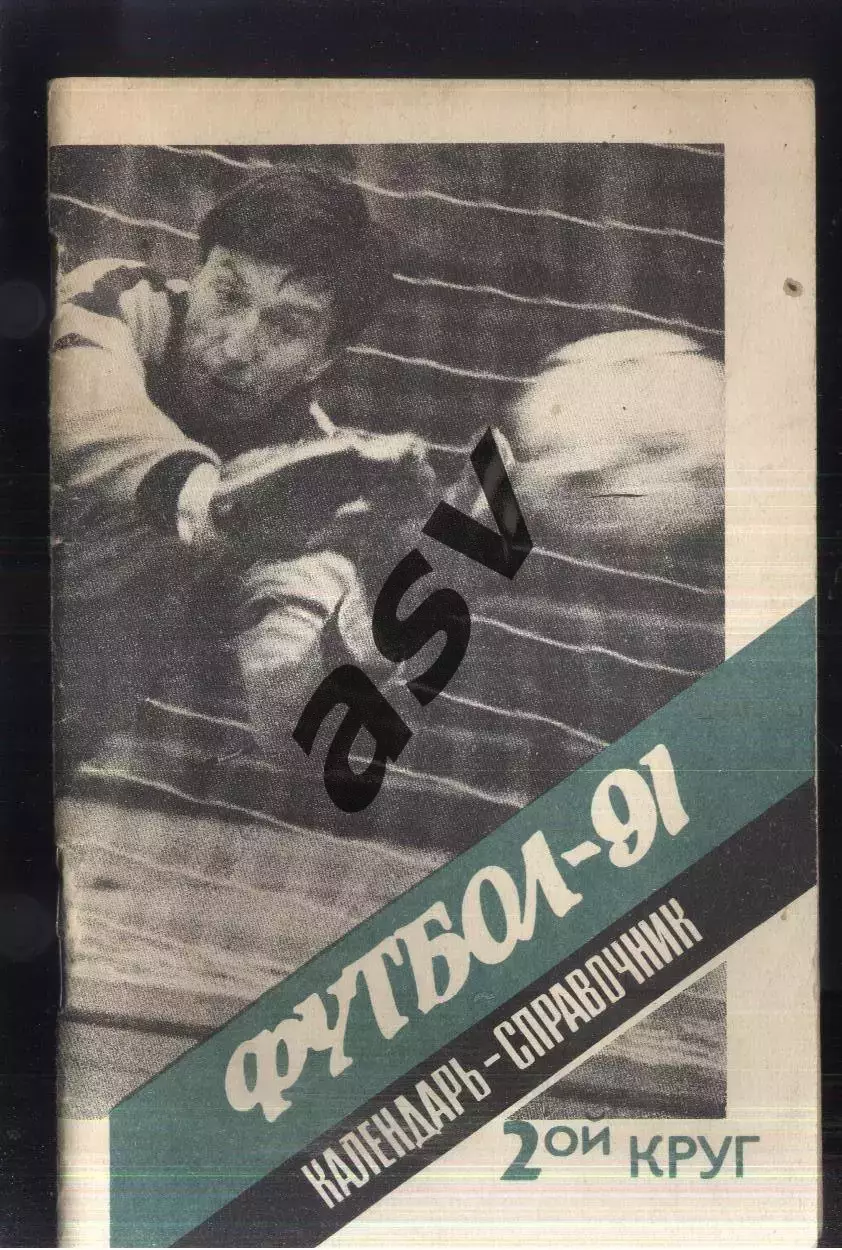 asv
ФУТБОЛ-91
КАЛЕНДАРЬ-СПРАВОЧНИК
2ОЙ КРУГ